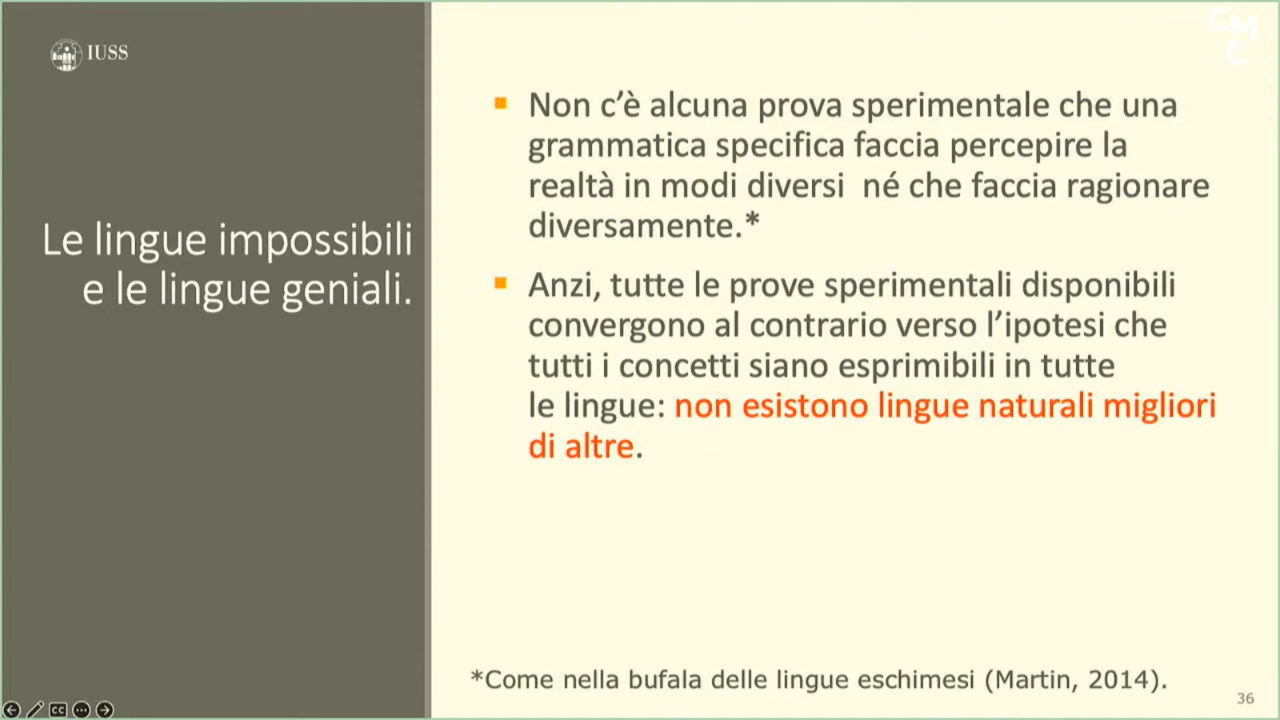 IUSS
CMC
Le lingue impossibili
e le lingue geniali.
Non c’è alcuna prova sperimentale che una
grammatica specifica faccia percepire la
realtà in modi diversi  né che faccia ragionare
diversamente.*
Anzi, tutte le prove sperimentali disponibili
convergono al contrario verso l’ipotesi che
tutti i concetti siano esprimibili in tutte
le lingue: non esistono lingue naturali migliori
di altre.
*Come nella bufala delle lingue eschimesi (Martin, 2014).
36
CC